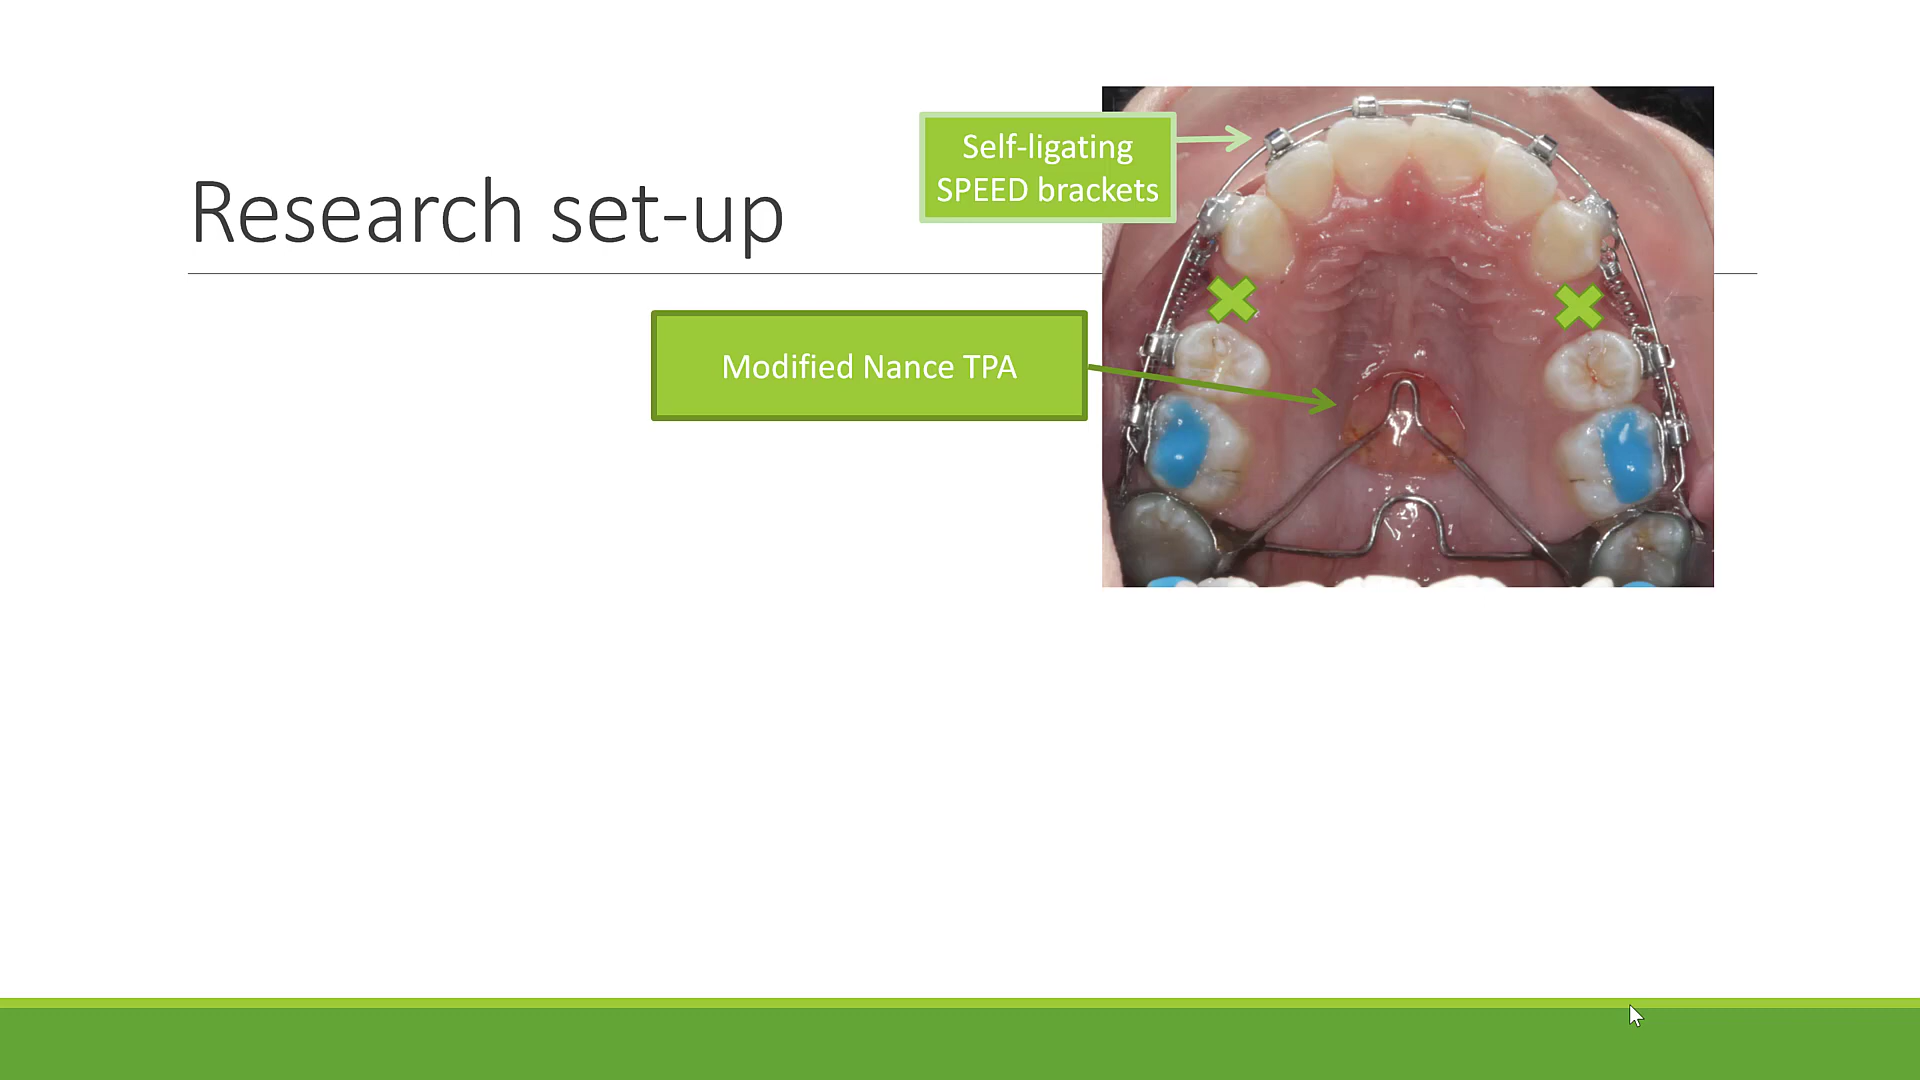 Self-ligating
SPEED brackets
Research set-up
Modified Nance TPA